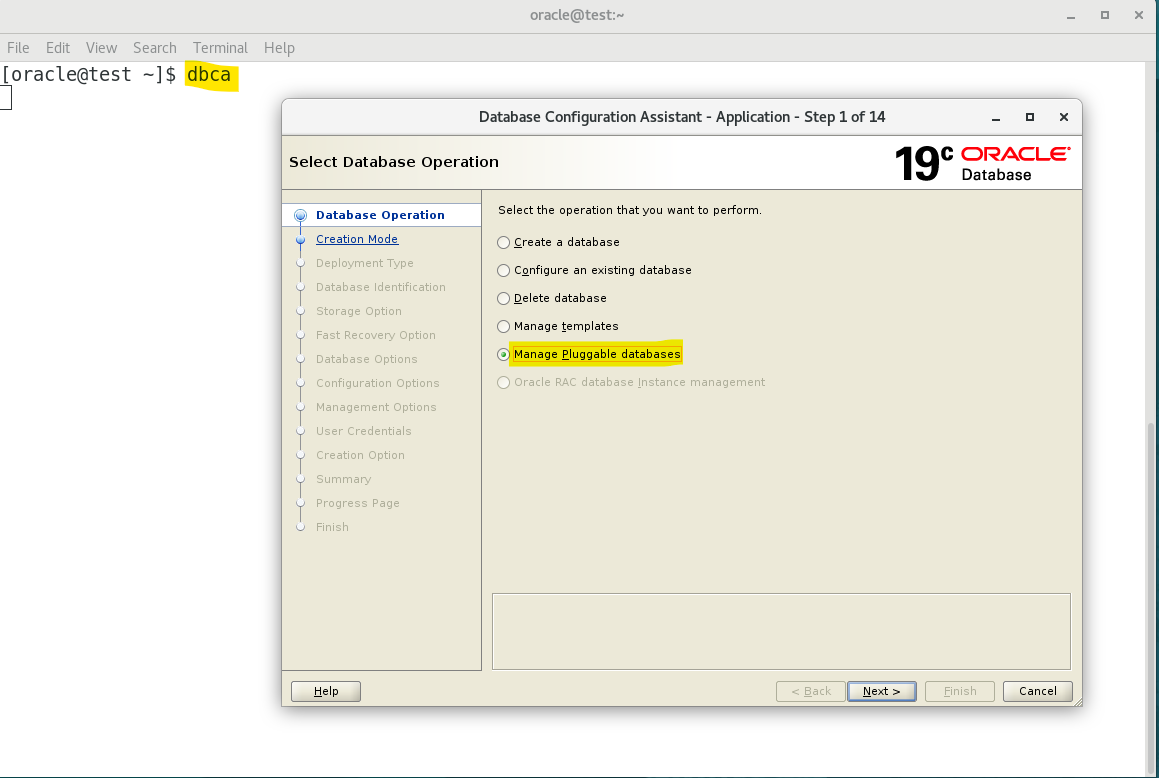 oracle@test:~
File Edit View Search Terminal Help
[oracle@test ~]$ dbca
Database Configuration Assistant - Application - Step 1 of 14
Select Database Operation
19c ORACLE
Database
Database Operation
Creation Mode
Deployment Type
Database Identification
Storage Option
Fast Recovery Option
Database Options
Configuration Options
Management Options
User Credentials
Creation Option
Summary
Progress Page
Finish
Select the operation that you want to perform.
Create a database
Configure an existing database
Delete database
Manage templates
Manage Pluggable databases
Oracle RAC database Instance management
Help
< Back
Next >
Finish
Cancel